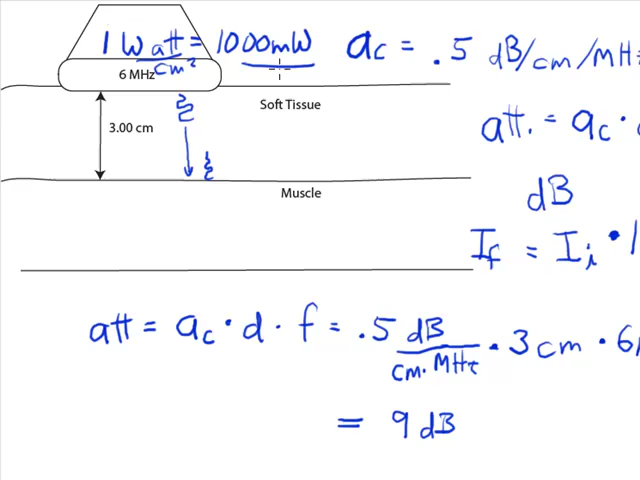 1 Watt/cm² = 1000mW ac = .5 dB/cm/MH
6 MHz
Soft Tissue
3.00 cm
att. = ac ·
Muscle
dB
If = Ii · 1
att = ac · d · f = .5 dB/cm·MHz · 3 cm · 6
= 9 dB